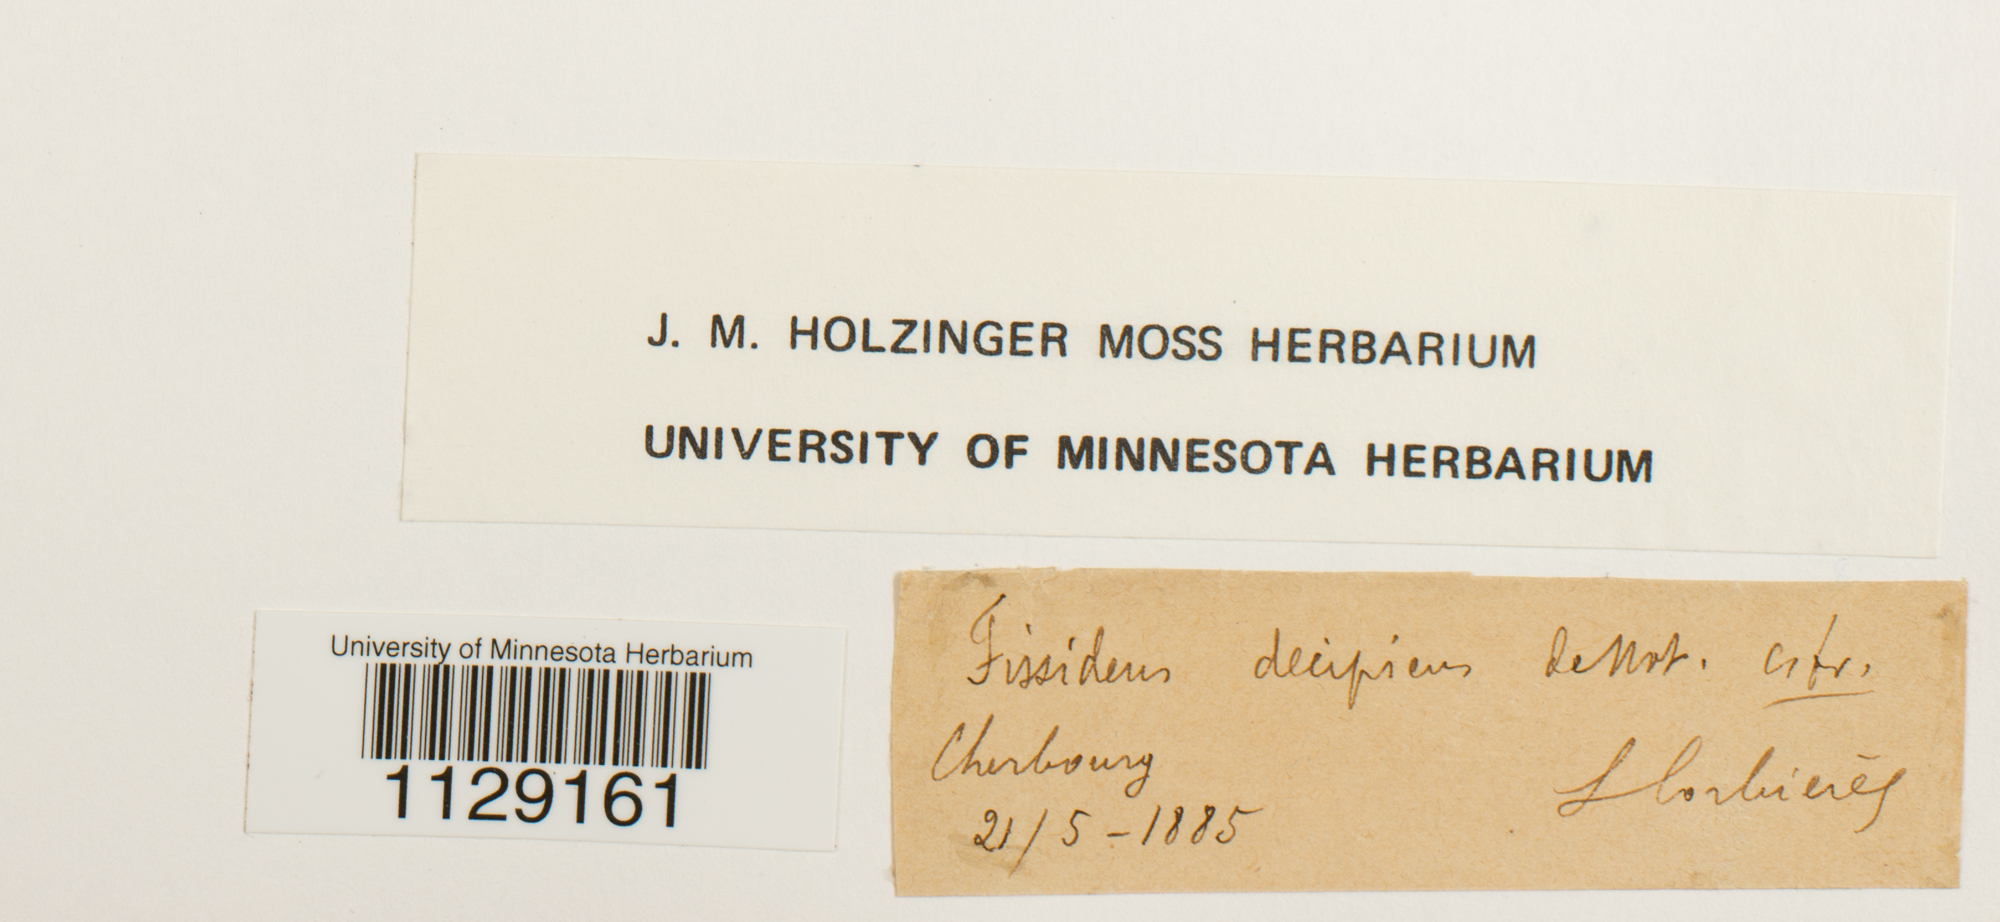 J. M. HOLZINGER MOSS HERBARIUM
UNIVERSITY OF MINNESOTA HERBARIUM
University of Minnesota Herbarium
1129161
Fissidens decipiens DeNot. c. fr.
Cherbourg
L Corbière
21/5-1885